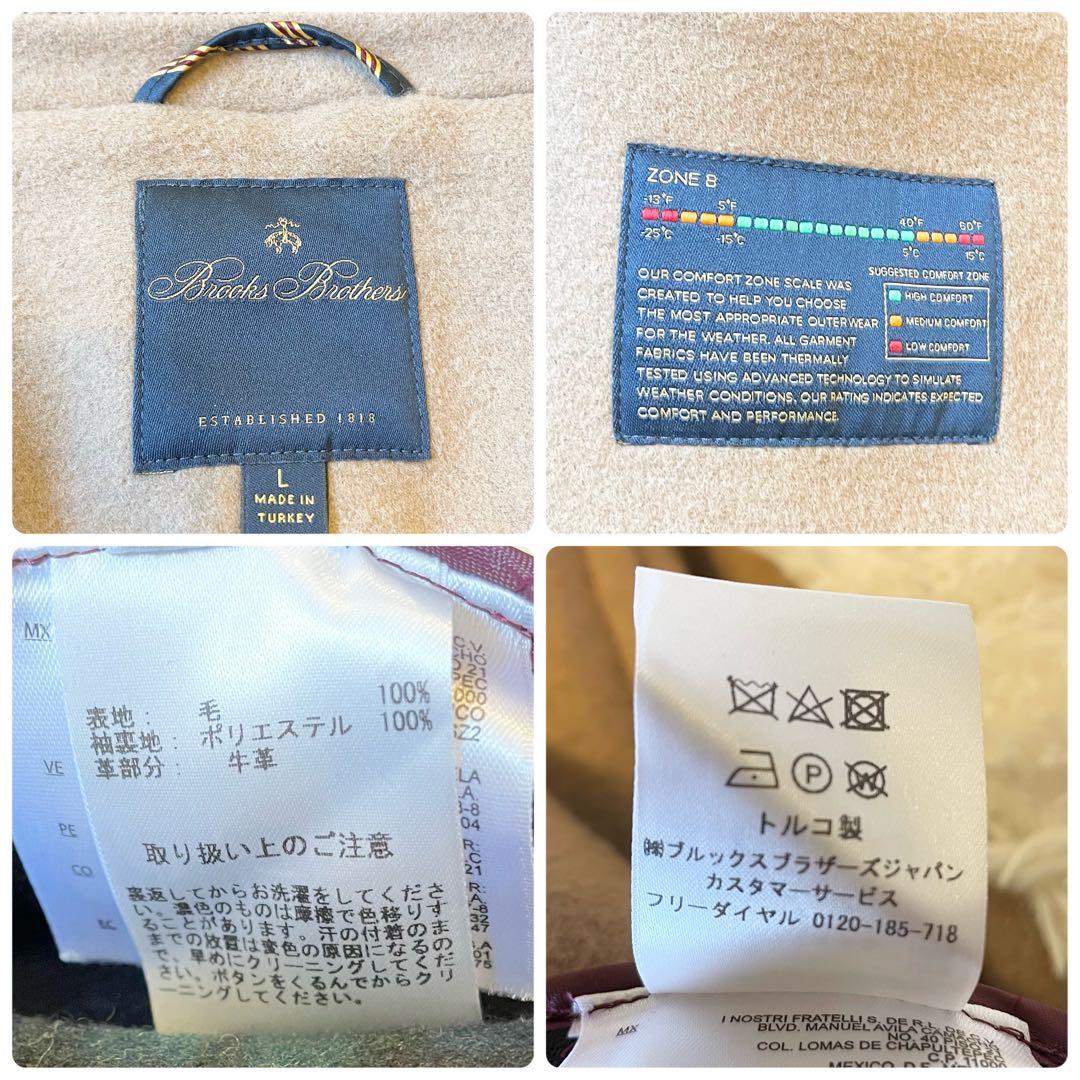 Brooks Brothers
ESTABLISHED 1818
L
MADE IN
TURKEY
ZONE B
-13°F 5°F 40°F 60°F
-25°C -15°C 5°C 15°C
SUGGESTED COMFORT ZONE
HIGH COMFORT
MEDIUM COMFORT
LOW COMFORT
OUR COMFORT ZONE SCALE WAS
CREATED TO HELP YOU CHOOSE
THE MOST APPROPRIATE OUTERWEAR
FOR THE WEATHER. ALL GARMENT
FABRICS HAVE BEEN THERMALLY
TESTED USING ADVANCED TECHNOLOGY TO SIMULATE
WEATHER CONDITIONS. OUR RATING INDICATES EXPECTED
COMFORT AND PERFORMANCE.
MX
VE
PE
CO
EC
表地: 毛 100%
袖裏地: ポリエステル 100%
革部分: 牛革
取り扱い上のご注意
裏返してからお洗濯をしてくださ
い。濃色のものは摩擦で色移りす
ることがあります。汗の付着のま
までの放置は変色の原因になるの
で、早めにクリーニングしてくだ
さい。ボタンをくるんでからクリ
ーニングしてください。
P
W
トルコ製
㈱ブルックスブラザーズジャパン
カスタマーサービス
フリーダイヤル 0120-185-718
MX
I NOSTRI FRATELLI S. DE R.L. DE
BLVD. MANUEL AVILA
COL. LOMAS DE CHAPULTEPEC
C.P. 11000